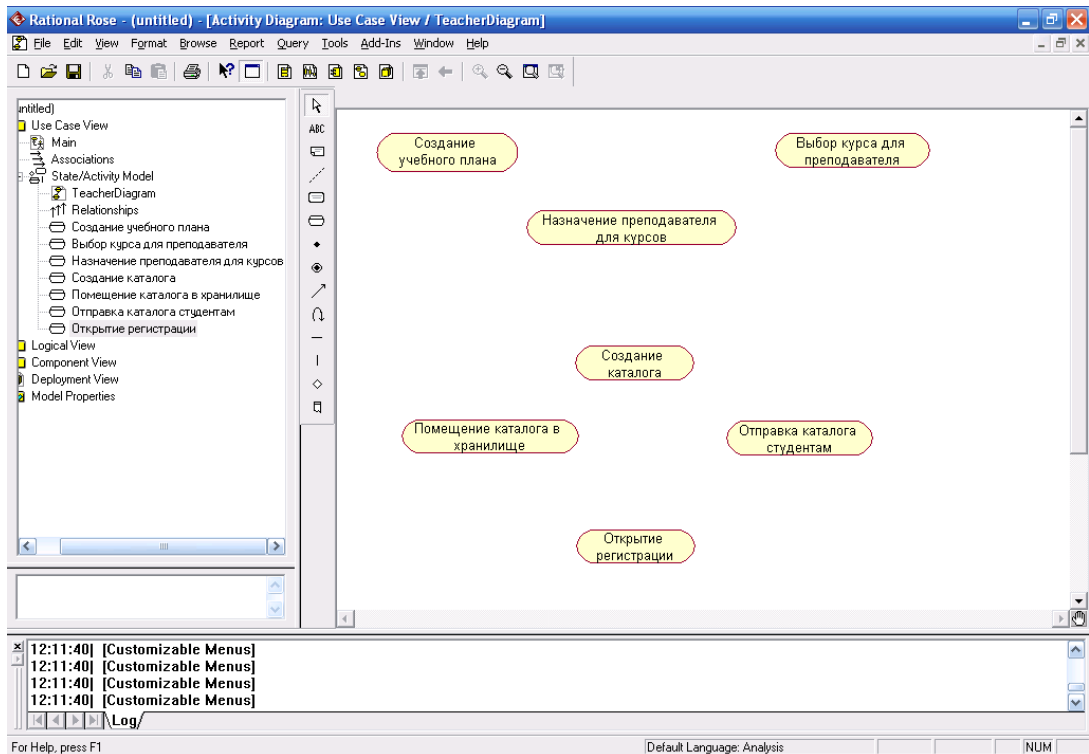 Rational Rose - (untitled) - [Activity Diagram: Use Case View / TeacherDiagram]
File Edit View Format Browse Report Query Tools Add-Ins Window Help
untitled)
Use Case View
Main
Associations
State/Activity Model
TeacherDiagram
Relationships
Создание учебного плана
Выбор курса для преподавателя
Назначение преподавателя для курсов
Создание каталога
Помещение каталога в хранилище
Отправка каталога студентам
Открытие регистрации
Logical View
Component View
Deployment View
Model Properties
ABC
Создание
учебного плана
Выбор курса для
преподавателя
Назначение преподавателя
для курсов
Создание
каталога
Помещение каталога в
хранилище
Отправка каталога
студентам
Открытие
регистрации
12:11:40| [Customizable Menus]
12:11:40| [Customizable Menus]
12:11:40| [Customizable Menus]
12:11:40| [Customizable Menus]
Log
For Help, press F1
Default Language: Analysis
NUM